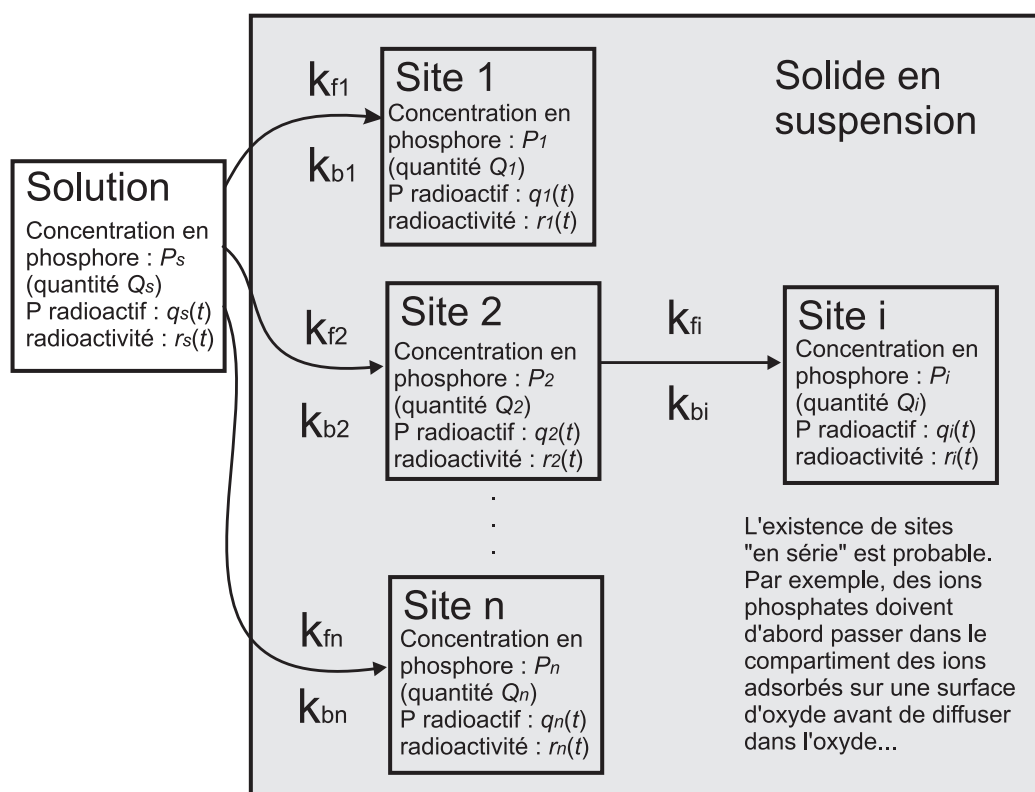 Solution
Concentration en
phosphore : Ps
(quantité Qs)
P radioactif : qs(t)
radioactivité : rs(t)
kf1
kb1
Site 1
Concentration en
phosphore : P1
(quantité Q1)
P radioactif : q1(t)
radioactivité : r1(t)
Solide en
suspension
kf2
kb2
Site 2
Concentration en
phosphore : P2
(quantité Q2)
P radioactif : q2(t)
radioactivité : r2(t)
kfi
kbi
Site i
Concentration en
phosphore : Pi
(quantité Qi)
P radioactif : qi(t)
radioactivité : ri(t)
.
.
.
kfn
kbn
Site n
Concentration en
phosphore : Pn
(quantité Qn)
P radioactif : qn(t)
radioactivité : rn(t)
L'existence de sites
"en série" est probable.
Par exemple, des ions
phosphates doivent
d'abord passer dans le
compartiment des ions
adsorbés sur une surface
d'oxyde avant de diffuser
dans l'oxyde...